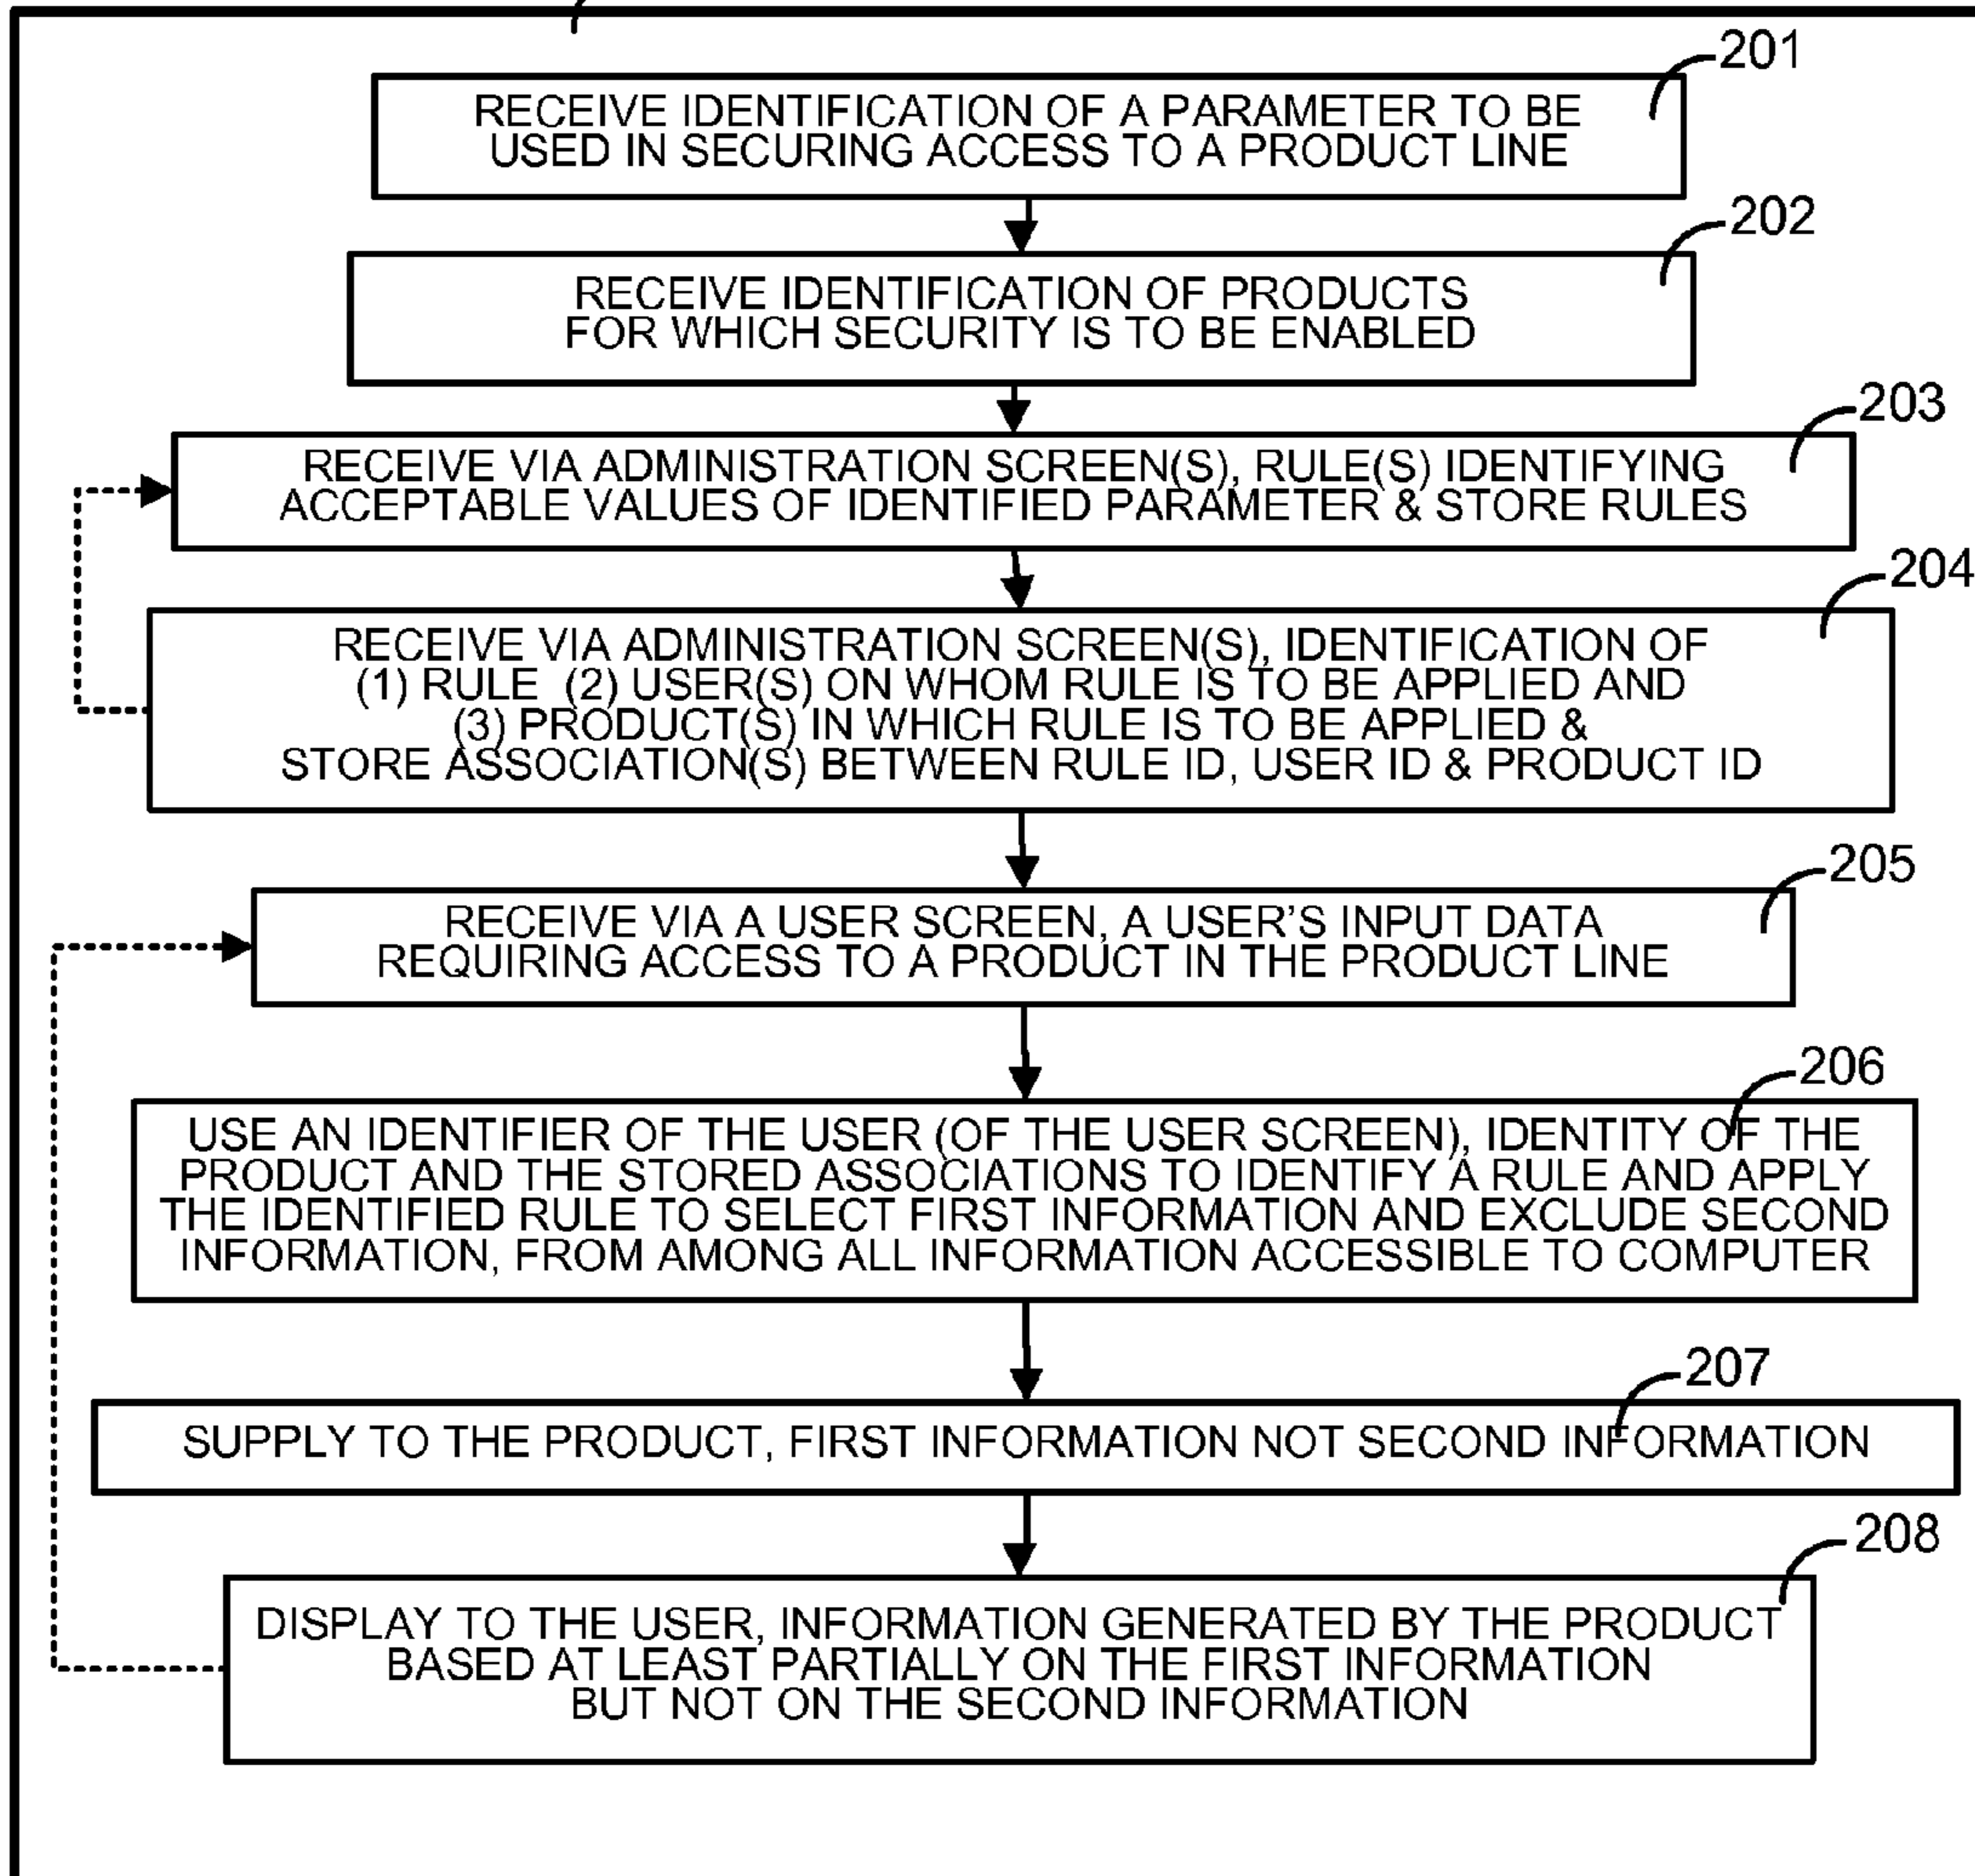 201
RECEIVE IDENTIFICATION OF A PARAMETER TO BE
USED IN SECURING ACCESS TO A PRODUCT LINE
202
RECEIVE IDENTIFICATION OF PRODUCTS
FOR WHICH SECURITY IS TO BE ENABLED
203
RECEIVE VIA ADMINISTRATION SCREEN(S), RULE(S) IDENTIFYING
ACCEPTABLE VALUES OF IDENTIFIED PARAMETER & STORE RULES
204
RECEIVE VIA ADMINISTRATION SCREEN(S), IDENTIFICATION OF
(1) RULE (2) USER(S) ON WHOM RULE IS TO BE APPLIED AND
(3) PRODUCT(S) IN WHICH RULE IS TO BE APPLIED &
STORE ASSOCIATION(S) BETWEEN RULE ID, USER ID & PRODUCT ID
205
RECEIVE VIA A USER SCREEN, A USER'S INPUT DATA
REQUIRING ACCESS TO A PRODUCT IN THE PRODUCT LINE
206
USE AN IDENTIFIER OF THE USER (OF THE USER SCREEN), IDENTITY OF THE
PRODUCT AND THE STORED ASSOCIATIONS TO IDENTIFY A RULE AND APPLY
THE IDENTIFIED RULE TO SELECT FIRST INFORMATION AND EXCLUDE SECOND
INFORMATION, FROM AMONG ALL INFORMATION ACCESSIBLE TO COMPUTER
207
SUPPLY TO THE PRODUCT, FIRST INFORMATION NOT SECOND INFORMATION
208
DISPLAY TO THE USER, INFORMATION GENERATED BY THE PRODUCT
BASED AT LEAST PARTIALLY ON THE FIRST INFORMATION
BUT NOT ON THE SECOND INFORMATION